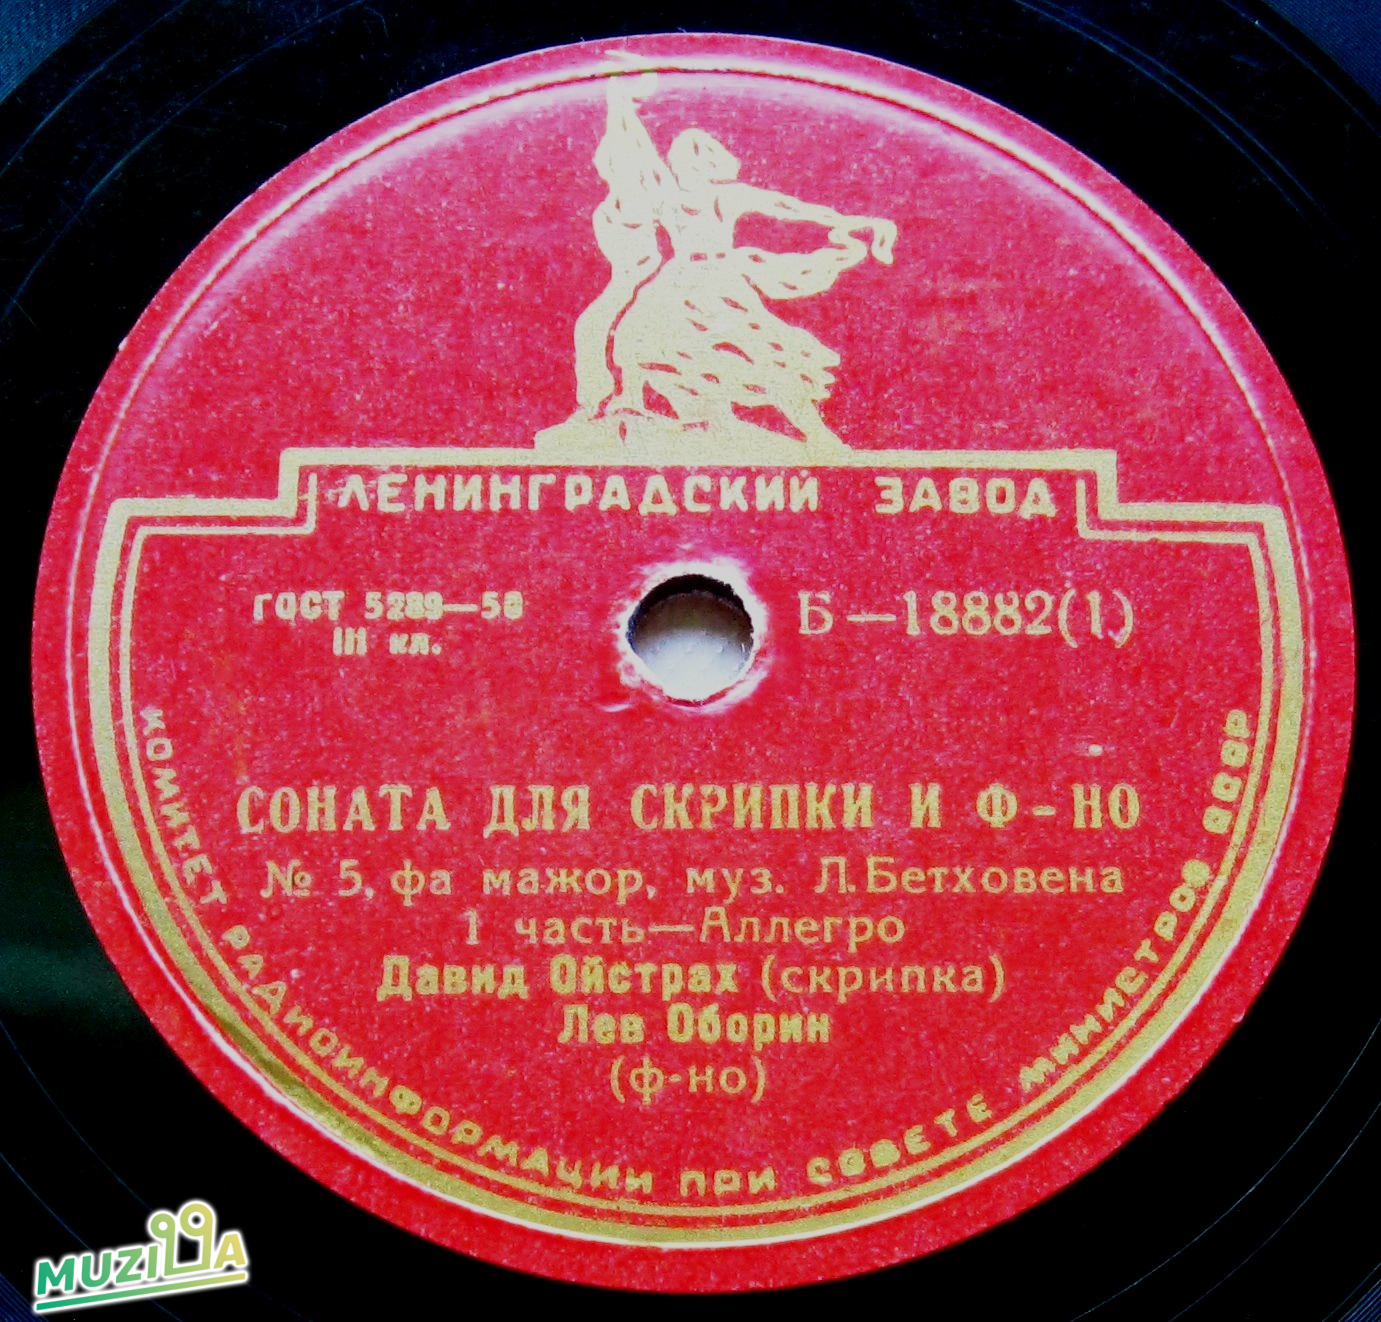 ЛЕНИНГРАДСКИЙ ЗАВОД
ГОСТ 5289—56
III кл.
Б—18882(1)
СОНАТА ДЛЯ СКРИПКИ И Ф-НО
№ 5, фа мажор, муз. Л.Бетховена
1 часть—Аллегро
Давид Ойстрах (скрипка)
Лев Оборин
(ф-но)
КОМИТЕТ РАДИОИНФОРМАЦИИ ПРИ СОВЕТЕ МИНИСТРОВ СССР
MUZILLA